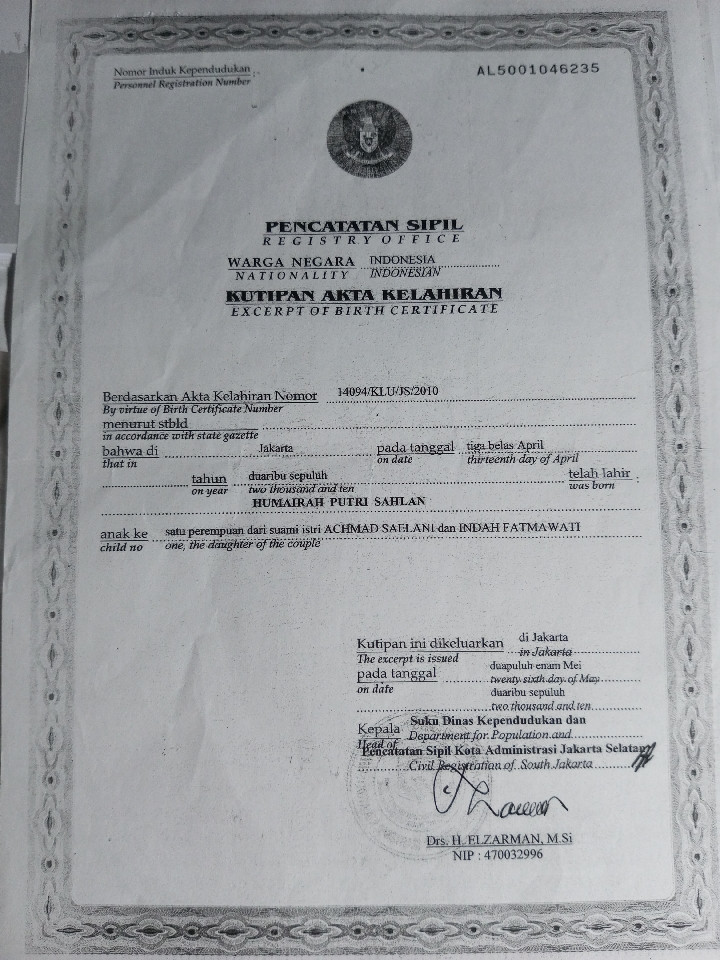 Nomor Induk Kependudukan :
Personnel Registration Number
AL5001046235
PENCATATAN SIPIL
REGISTRY OFFICE
WARGA NEGARA INDONESIA
NATIONALITY INDONESIAN
KUTIPAN AKTA KELAHIRAN
EXCERPT OF BIRTH CERTIFICATE
Berdasarkan Akta Kelahiran Nomor 14094/KLU/JS/2010
By virtue of Birth Certificate Number
menurut stbld
in accordance with state gazette
bahwa di Jakarta pada tanggal tiga belas April
that in on date thirteenth day of April
tahun duaribu sepuluh telah lahir :
on year two thousand and ten was born
HUMAIRAH PUTRI SAHLAN
anak ke satu perempuan dari suami istri ACHMAD SAELANI dan INDAH FATMAWATI
child no one, the daughter of the couple
Kutipan ini dikeluarkan di Jakarta
The excerpt is issued in Jakarta
pada tanggal duapuluh enam Mei
on date twenty sixth day of May
duaribu sepuluh
two thousand and ten
Kepala Suku Dinas Kependudukan dan
Head of Department for Population and
Pencatatan Sipil Kota Administrasi Jakarta Selatan
Civil Registration of South Jakarta
Drs. H. ELZARMAN, M.Si
NIP : 470032996